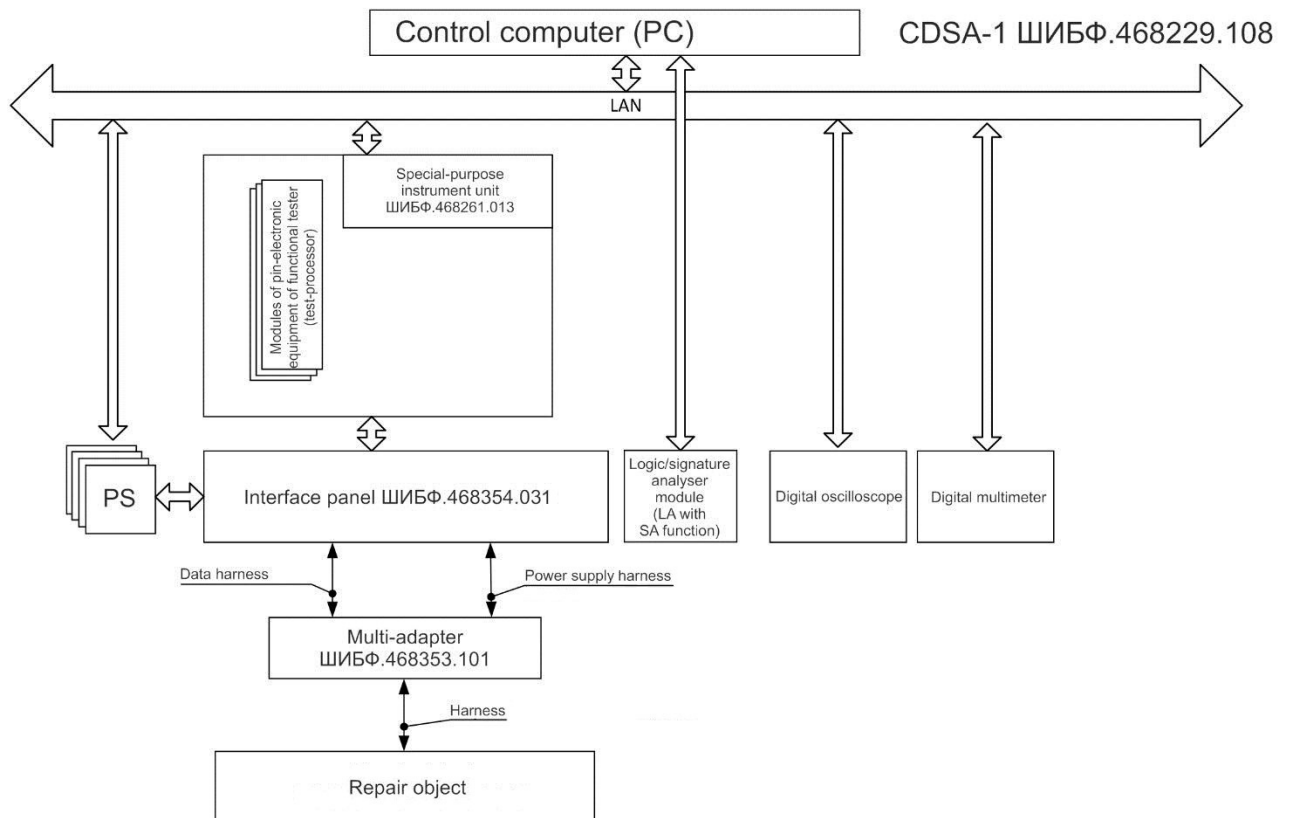 Control computer (PC)
CDSA-1 ШИБФ.468229.108
LAN
Special-purpose
instrument unit
ШИБФ.468261.013
Modules of pin-electronic
equipment of functional tester
(test-processor)
PS
Interface panel ШИБФ.468354.031
Logic/signature
analyser
module
(LA with
SA function)
Digital oscilloscope
Digital multimeter
Data harness
Power supply harness
Multi-adapter
ШИБФ.468353.101
Harness
Repair object